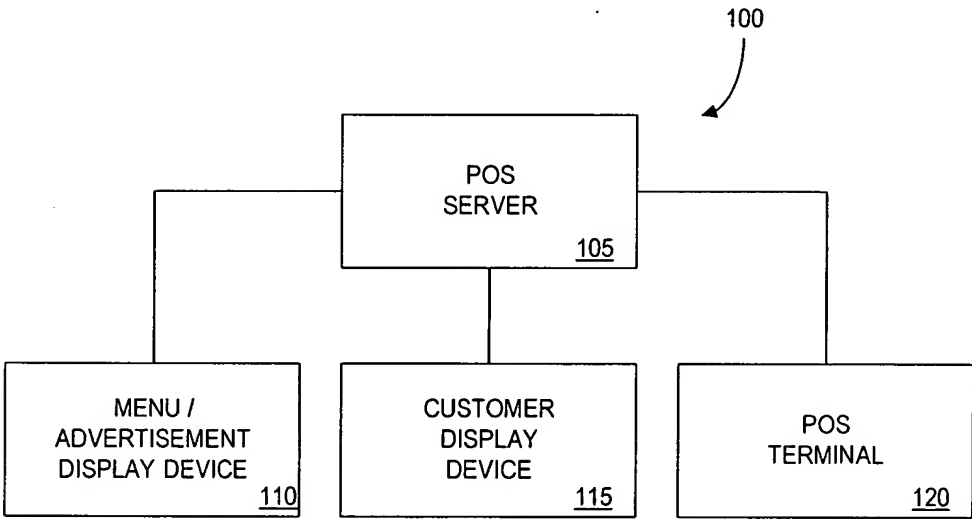 100
POS
SERVER
105
MENU /
ADVERTISEMENT
DISPLAY DEVICE
110
CUSTOMER
DISPLAY
DEVICE
115
POS
TERMINAL
120